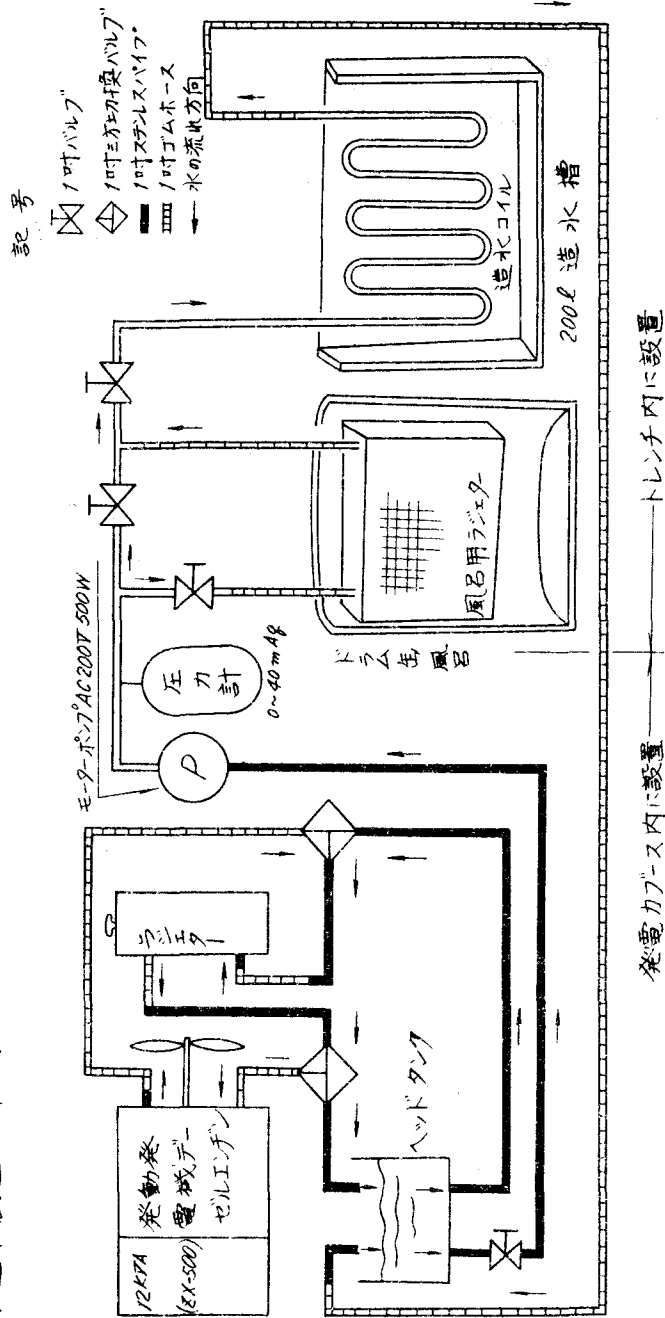 記号
1吋バルブ
1吋三方切換バルブ
1吋ステンレスパイプ
1吋ゴムホース
水の流れ方向
モーターポンプAC200V 500W
圧力計
0~40mAq
P
ドラム缶風呂
風呂用ラジェター
造水コイル
200ℓ 造水槽
ラジェター
12KVA
(EX-500)
発動発
電機デー
ゼルエンヂン
ヘッドタンク
発電カブース内に設置
トレンチ内に設置